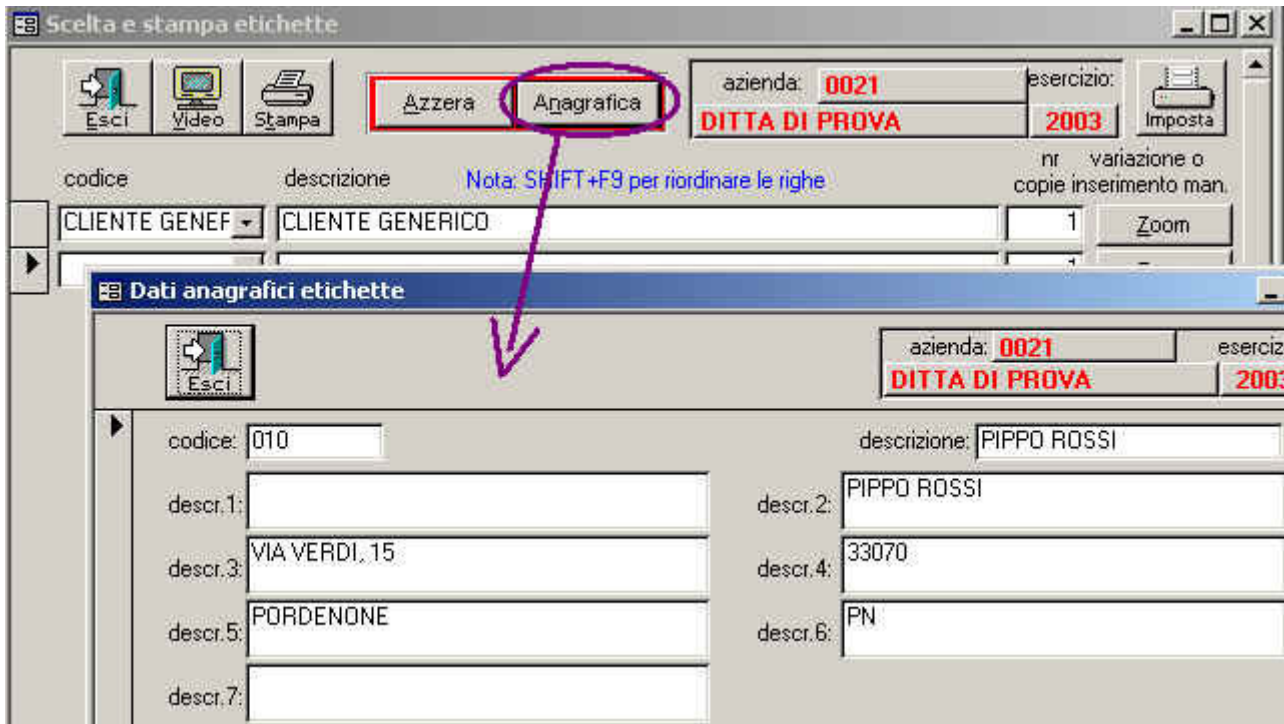 Scelta e stampa etichette
Esci Video Stampa Azzera Anagrafica azienda: 0021 esercizio: Imposta
DITTA DI PROVA 2003
codice descrizione Nota: SHIFT+F9 per riordinare le righe nr copie variazione o inserimento man.
CLIENTE GENER CLIENTE GENERICO 1 Zoom
1
Dati anagrafici etichette
Esci azienda: 0021 eserciz
DITTA DI PROVA 2003
codice: 010 descrizione: PIPPO ROSSI
descr.1: descr.2: PIPPO ROSSI
descr.3: VIA VERDI, 15 descr.4: 33070
descr.5: PORDENONE descr.6: PN
descr.7: